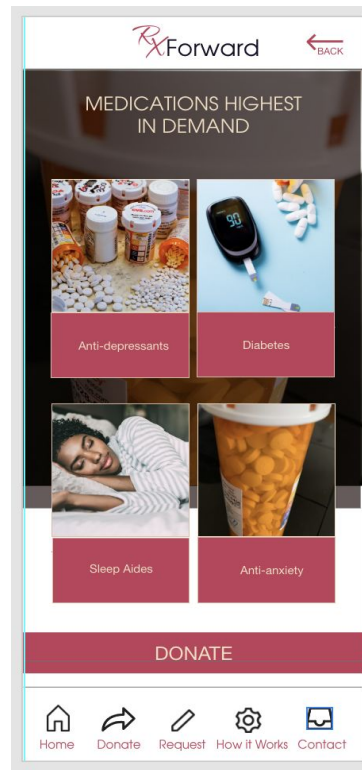 RxForward
BACK
MEDICATIONS HIGHEST
IN DEMAND
90
Anti-depressants
Diabetes
Sleep Aides
Anti-anxiety
DONATE
Home
Donate
Request
How it Works
Contact